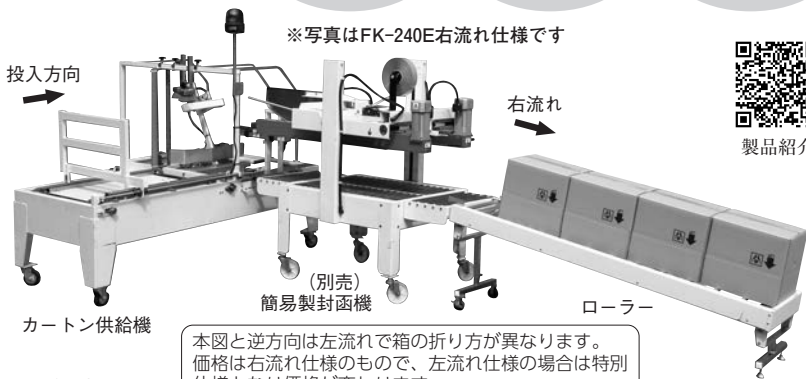 ※写真はFK-240E右流れ仕様です
投入方向
右流れ
製品紹介
(別売)
簡易製封函機
ローラー
カートン供給機
本図と逆方向は左流れで箱の折り方が異なります。
価格は右流れ仕様のもので、左流れ仕様の場合は特別